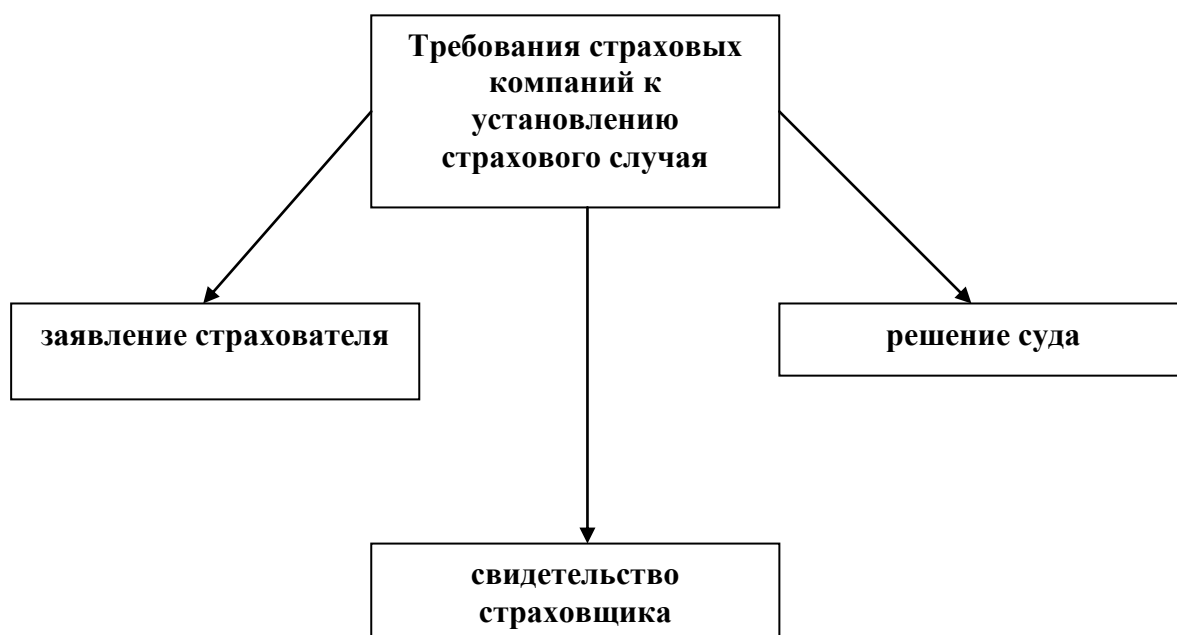 Требования страховых
компаний к
установлению
страхового случая
заявление страхователя
решение суда
свидетельство
страховщика